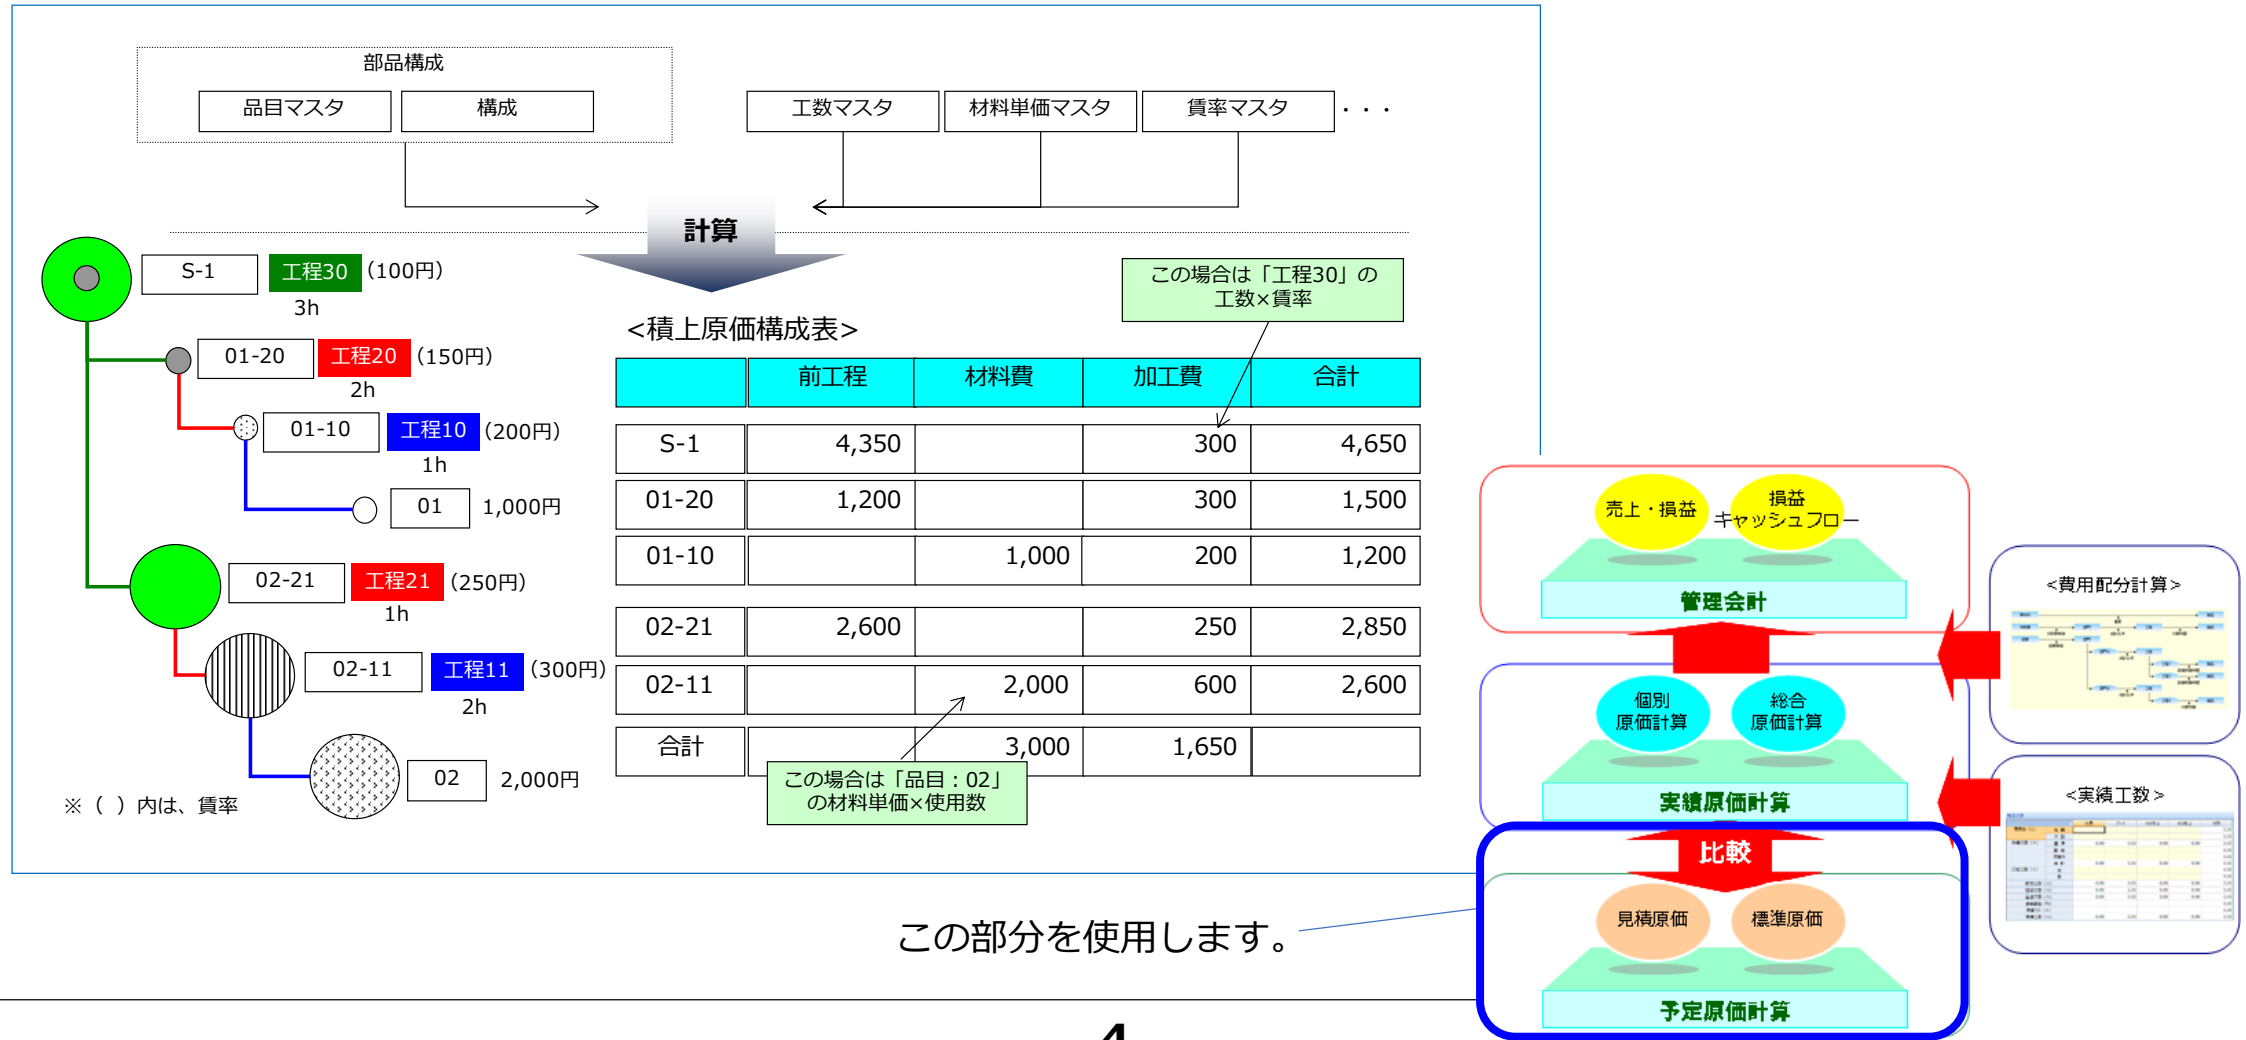 部品構成
品目マスタ
構成
工数マスタ
材料単価マスタ
賃率マスタ
・・・
計算
S-1
工程30
（100円）
3h
01-20
工程20
（150円）
2h
01-10
工程10
（200円）
1h
01
1,000円
02-21
工程21
（250円）
1h
02-11
工程11
（300円）
2h
02
2,000円
※（ ）内は、賃率
この場合は「工程30」の
工数×賃率
<積上原価構成表>
前工程 材料費 加工費 合計
S-1 4,350 300 4,650
01-20 1,200 300 1,500
01-10 1,000 200 1,200
02-21 2,600 250 2,850
02-11 2,000 600 2,600
合計 3,000 1,650
この場合は「品目：02」
の材料単価×使用数
売上・損益
損益
キャッシュフロー
管理会計
個別
原価計算
総合
原価計算
実績原価計算
比較
見積原価
標準原価
予定原価計算
<費用配分計算>
<実績工数>
この部分を使用します。
4